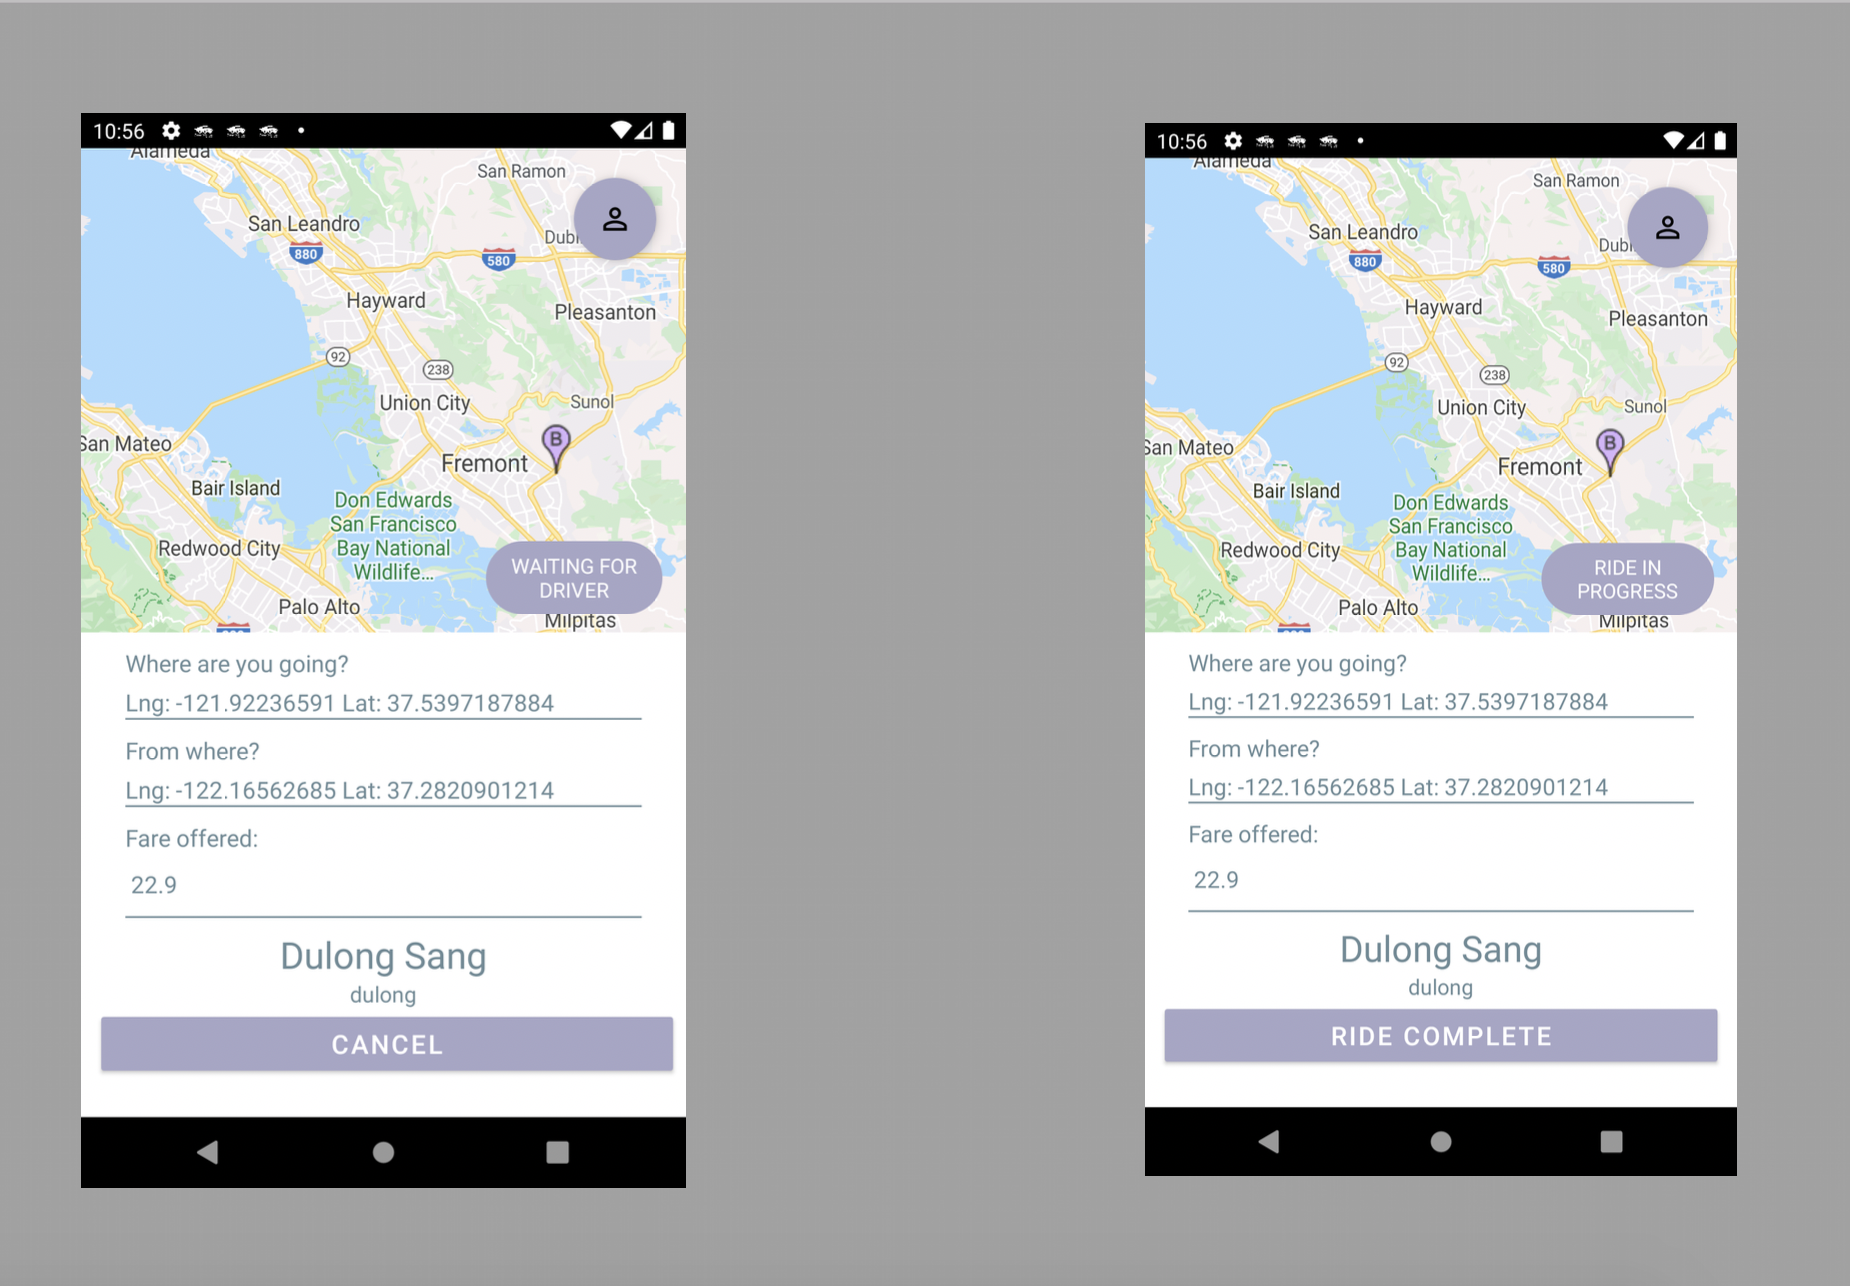 10:56
Alameda
San Ramon
San Leandro
880
580
Hayward
Pleasanton
92
238
Union City
Sunol
San Mateo
B
Fremont
Bair Island
Don Edwards
San Francisco
Bay National
Wildlife...
Redwood City
WAITING FOR
DRIVER
Palo Alto
Milpitas
Where are you going?
Lng: -121.92236591 Lat: 37.5397187884
From where?
Lng: -122.16562685 Lat: 37.2820901214
Fare offered:
22.9
Dulong Sang
dulong
CANCEL
10:56
Alameda
San Ramon
San Leandro
880
580
Hayward
Pleasanton
92
238
Union City
Sunol
San Mateo
B
Fremont
Bair Island
Don Edwards
San Francisco
Bay National
Wildlife...
Redwood City
RIDE IN
PROGRESS
Palo Alto
Milpitas
Where are you going?
Lng: -121.92236591 Lat: 37.5397187884
From where?
Lng: -122.16562685 Lat: 37.2820901214
Fare offered:
22.9
Dulong Sang
dulong
RIDE COMPLETE